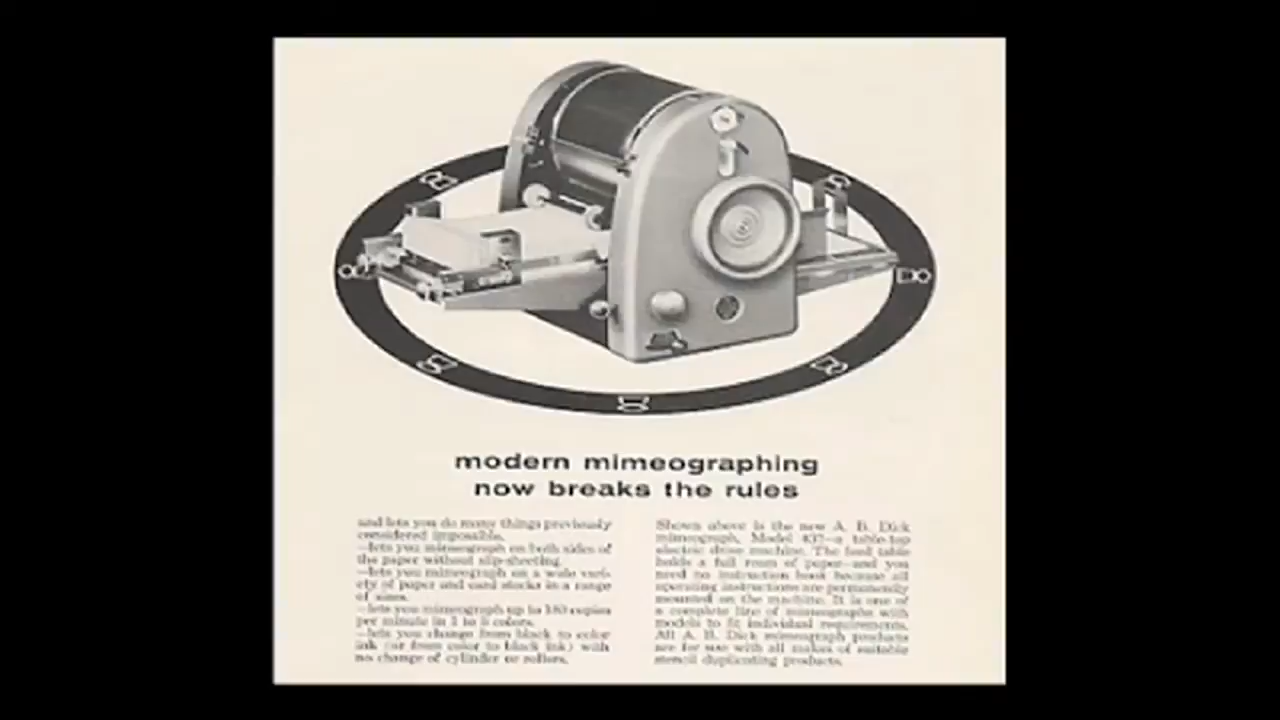 modern mimeographing
now breaks the rules
and lets you do many things previously
considered impossible.
—lets you mimeograph on both sides of
the paper without slip-sheeting.
—lets you mimeograph on a wide vari-
ety of paper and card stocks in a range
of sizes.
—lets you mimeograph up to 180 copies
per minute in 1 to 5 colors.
—lets you change from black to color
ink (or from color to black ink) with
no change of cylinder or rollers.
Shown above is the new A. B. Dick
mimeograph, Model 437—a table-top
electric drive machine. The feed table
holds a full ream of paper—and you
need no instruction book because all
operating instructions are permanently
mounted on the machine. It is one of
a complete line of mimeographs with
models to fit individual requirements.
All A. B. Dick mimeograph products
are for use with all makes of suitable
stencil duplicating products.